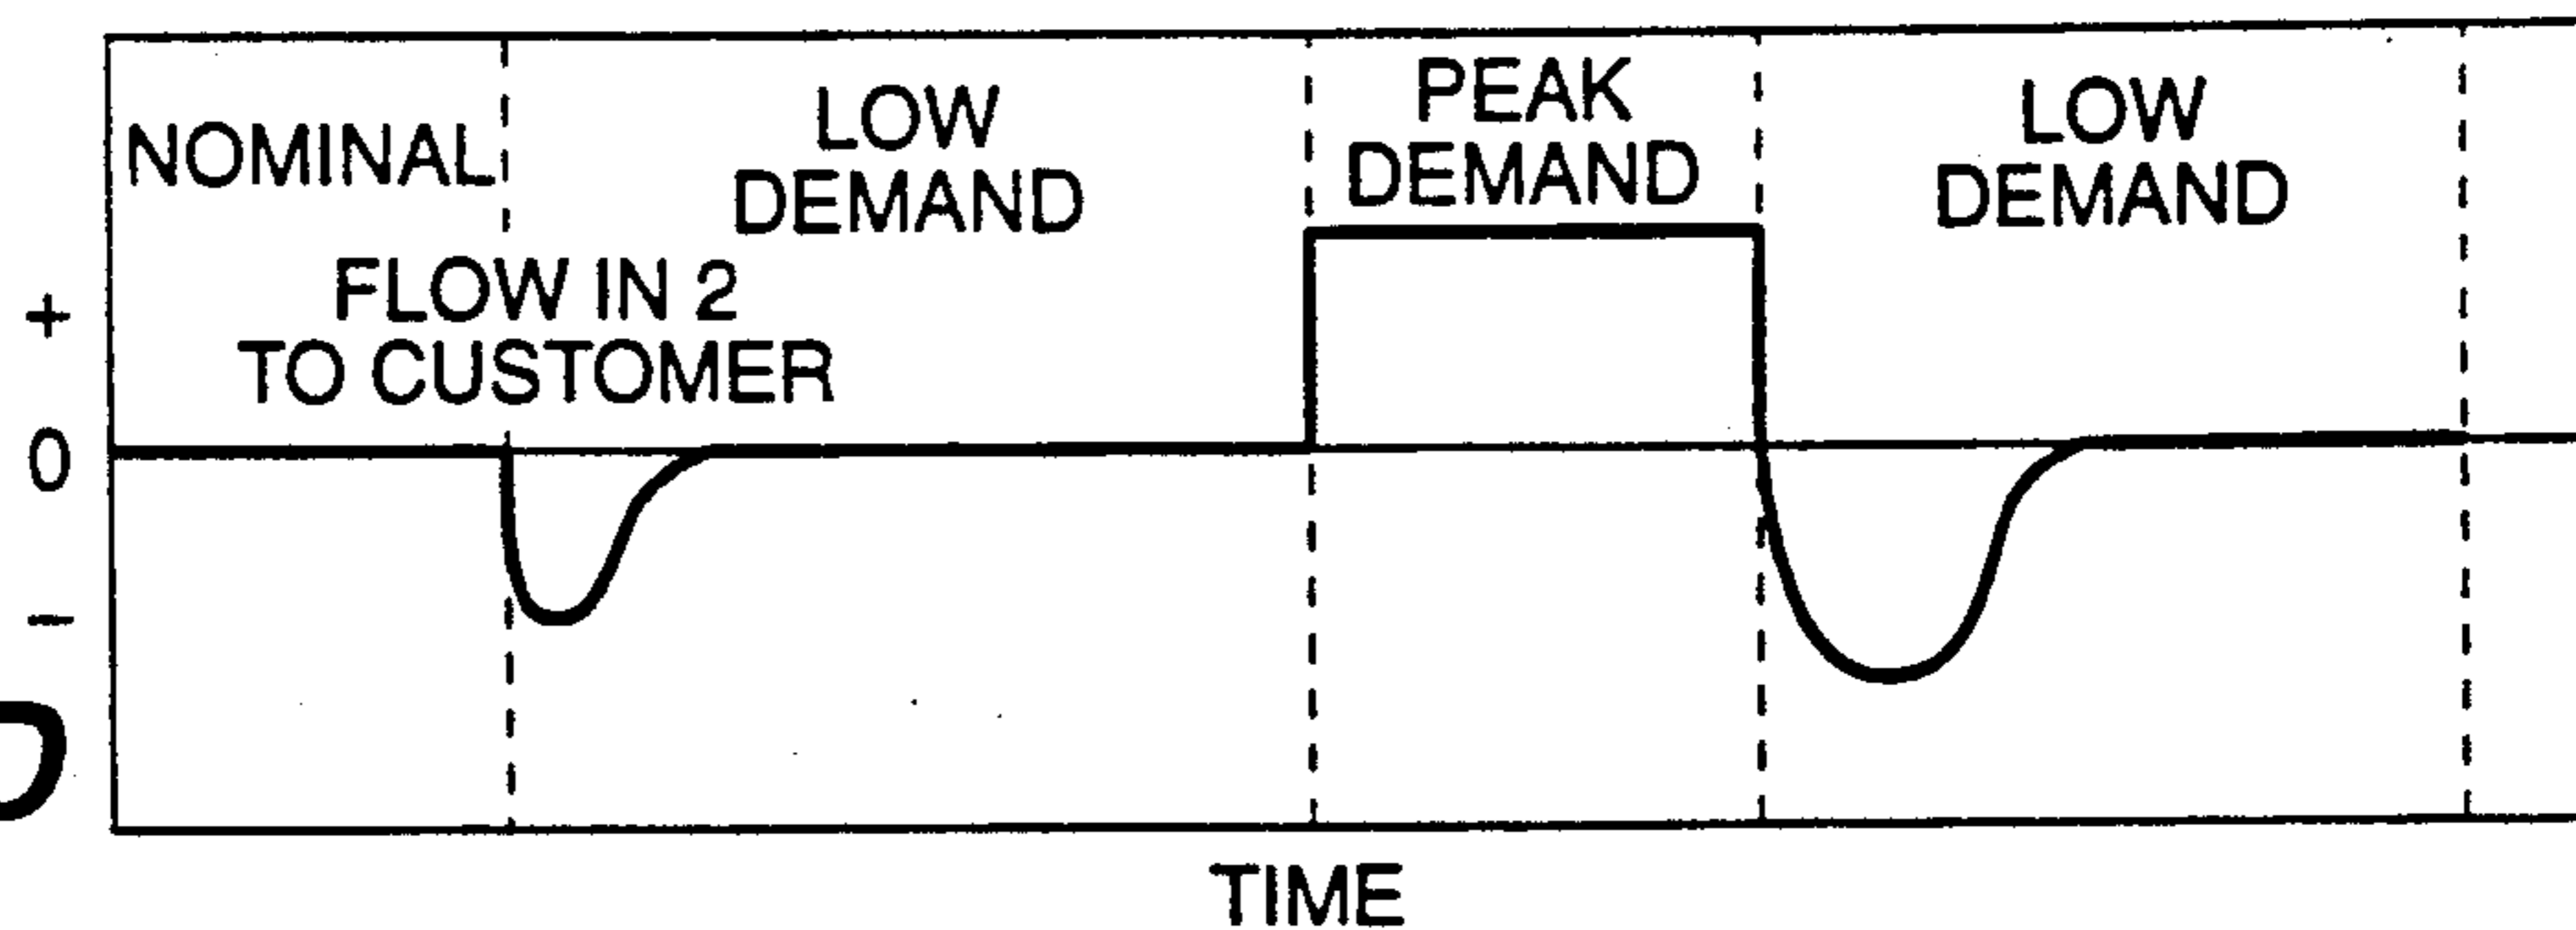 NOMINAL
LOW
DEMAND
PEAK
DEMAND
LOW
DEMAND
FLOW IN 2
TO CUSTOMER
+
0
–
D
TIME